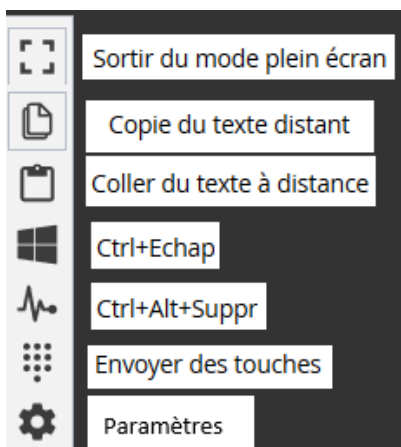 Sortir du mode plein écran
Copie du texte distant
Coller du texte à distance
Ctrl+Echap
Ctrl+Alt+Suppr
Envoyer des touches
Paramètres